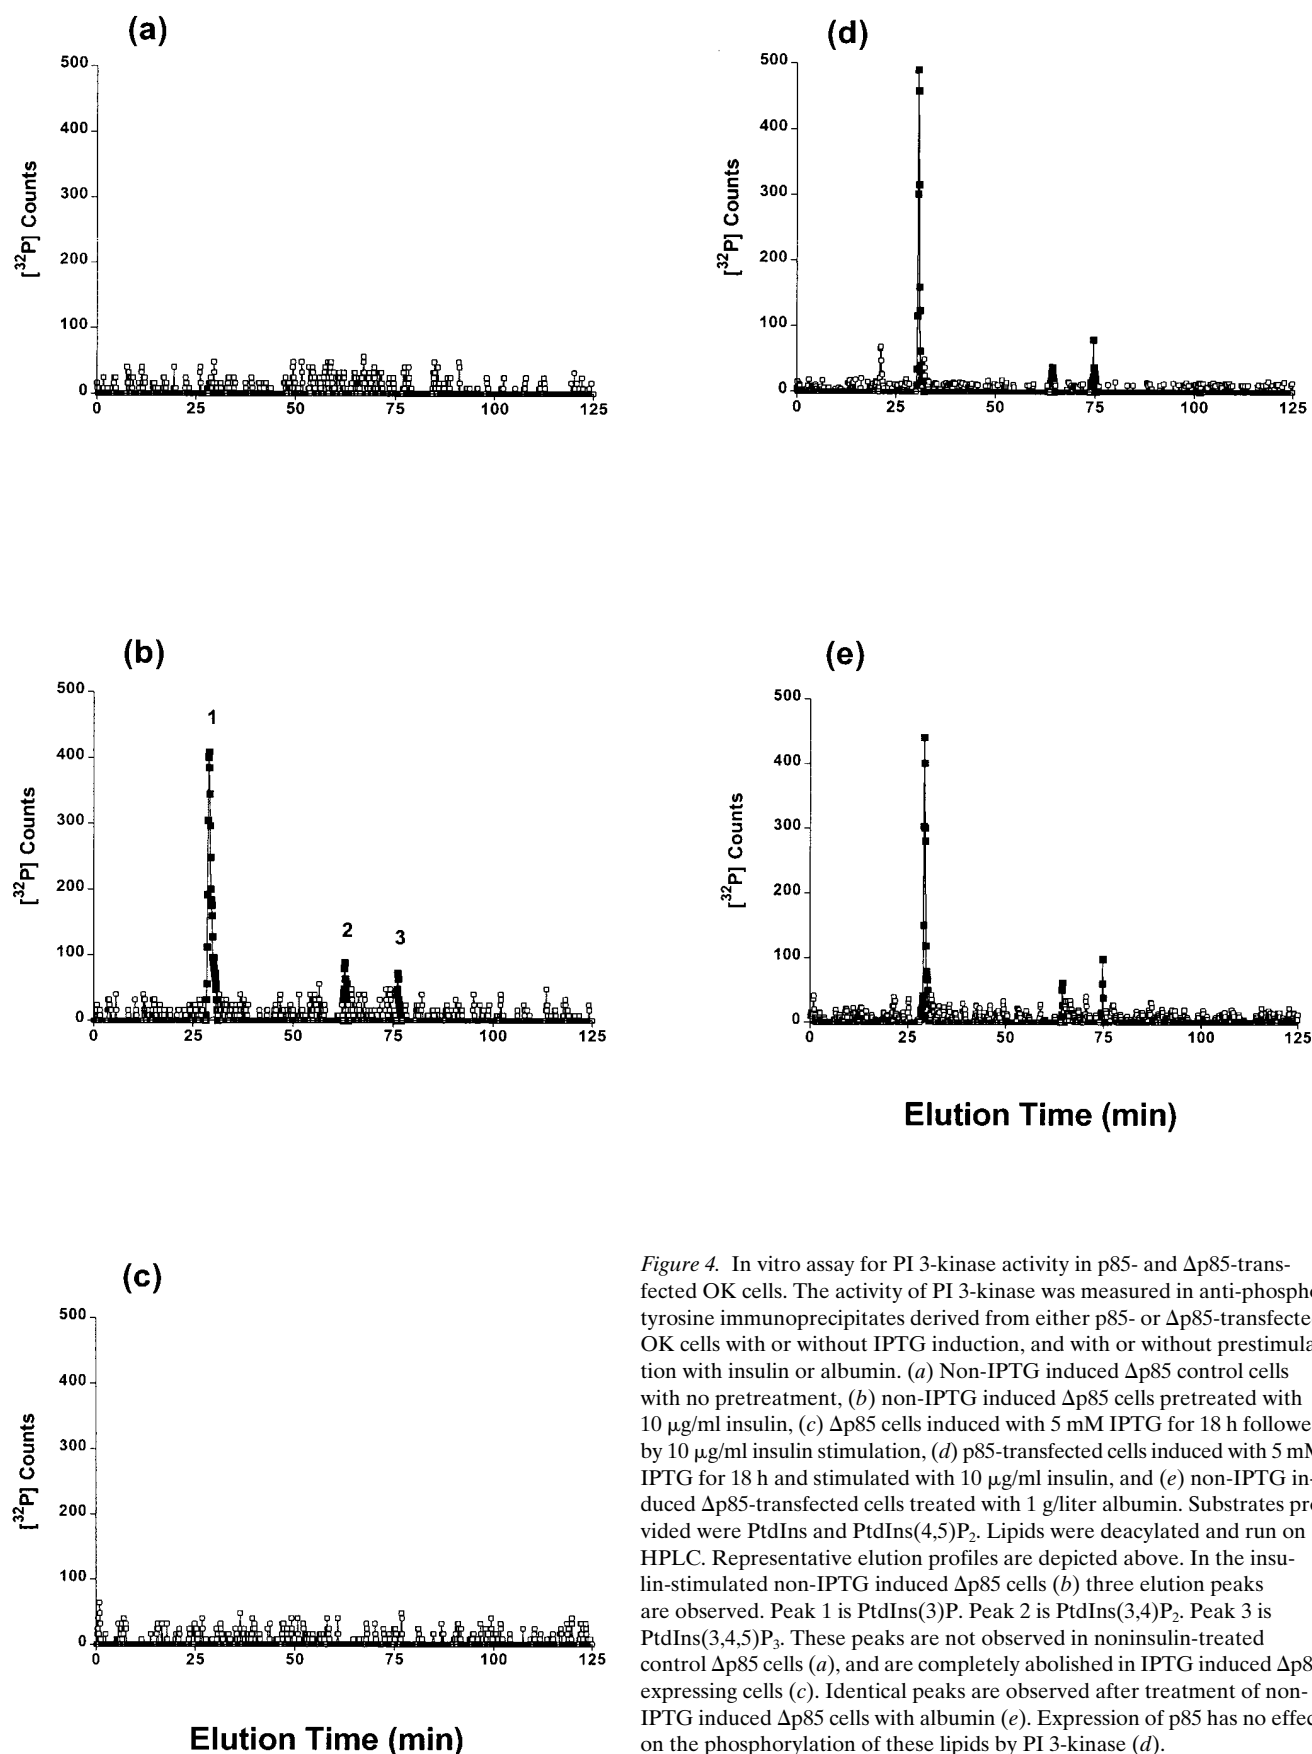 (a)
500
400
300
200
100
0
[32P] Counts
0 25 50 75 100 125
(b)
500
400
300
200
100
0
[32P] Counts
1
2
3
0 25 50 75 100 125
(c)
500
400
300
200
100
0
[32P] Counts
0 25 50 75 100 125
Elution Time (min)
(d)
500
400
300
200
100
0
[32P] Counts
0 25 50 75 100 125
(e)
500
400
300
200
100
0
[32P] Counts
0 25 50 75 100 125
Elution Time (min)
Figure 4. In vitro assay for PI 3-kinase activity in p85- and Δp85-trans-
fected OK cells. The activity of PI 3-kinase was measured in anti-phospho
tyrosine immunoprecipitates derived from either p85- or Δp85-transfecte
OK cells with or without IPTG induction, and with or without prestimula
tion with insulin or albumin. (a) Non-IPTG induced Δp85 control cells
with no pretreatment, (b) non-IPTG induced Δp85 cells pretreated with
10 μg/ml insulin, (c) Δp85 cells induced with 5 mM IPTG for 18 h followe
by 10 μg/ml insulin stimulation, (d) p85-transfected cells induced with 5 mM
IPTG for 18 h and stimulated with 10 μg/ml insulin, and (e) non-IPTG in-
duced Δp85-transfected cells treated with 1 g/liter albumin. Substrates pro
vided were PtdIns and PtdIns(4,5)P2. Lipids were deacylated and run on
HPLC. Representative elution profiles are depicted above. In the insu-
lin-stimulated non-IPTG induced Δp85 cells (b) three elution peaks
are observed. Peak 1 is PtdIns(3)P. Peak 2 is PtdIns(3,4)P2. Peak 3 is
PtdIns(3,4,5)P3. These peaks are not observed in noninsulin-treated
control Δp85 cells (a), and are completely abolished in IPTG induced Δp8
expressing cells (c). Identical peaks are observed after treatment of non-
IPTG induced Δp85 cells with albumin (e). Expression of p85 has no effec
on the phosphorylation of these lipids by PI 3-kinase (d).